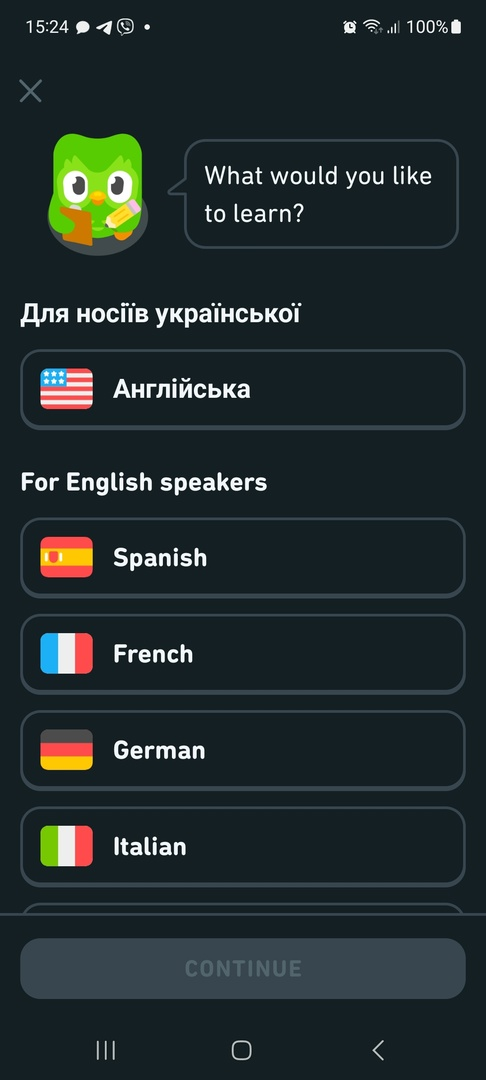 15:24
100%
What would you like
to learn?
Для носіїв української
Англійська
For English speakers
Spanish
French
German
Italian
CONTINUE